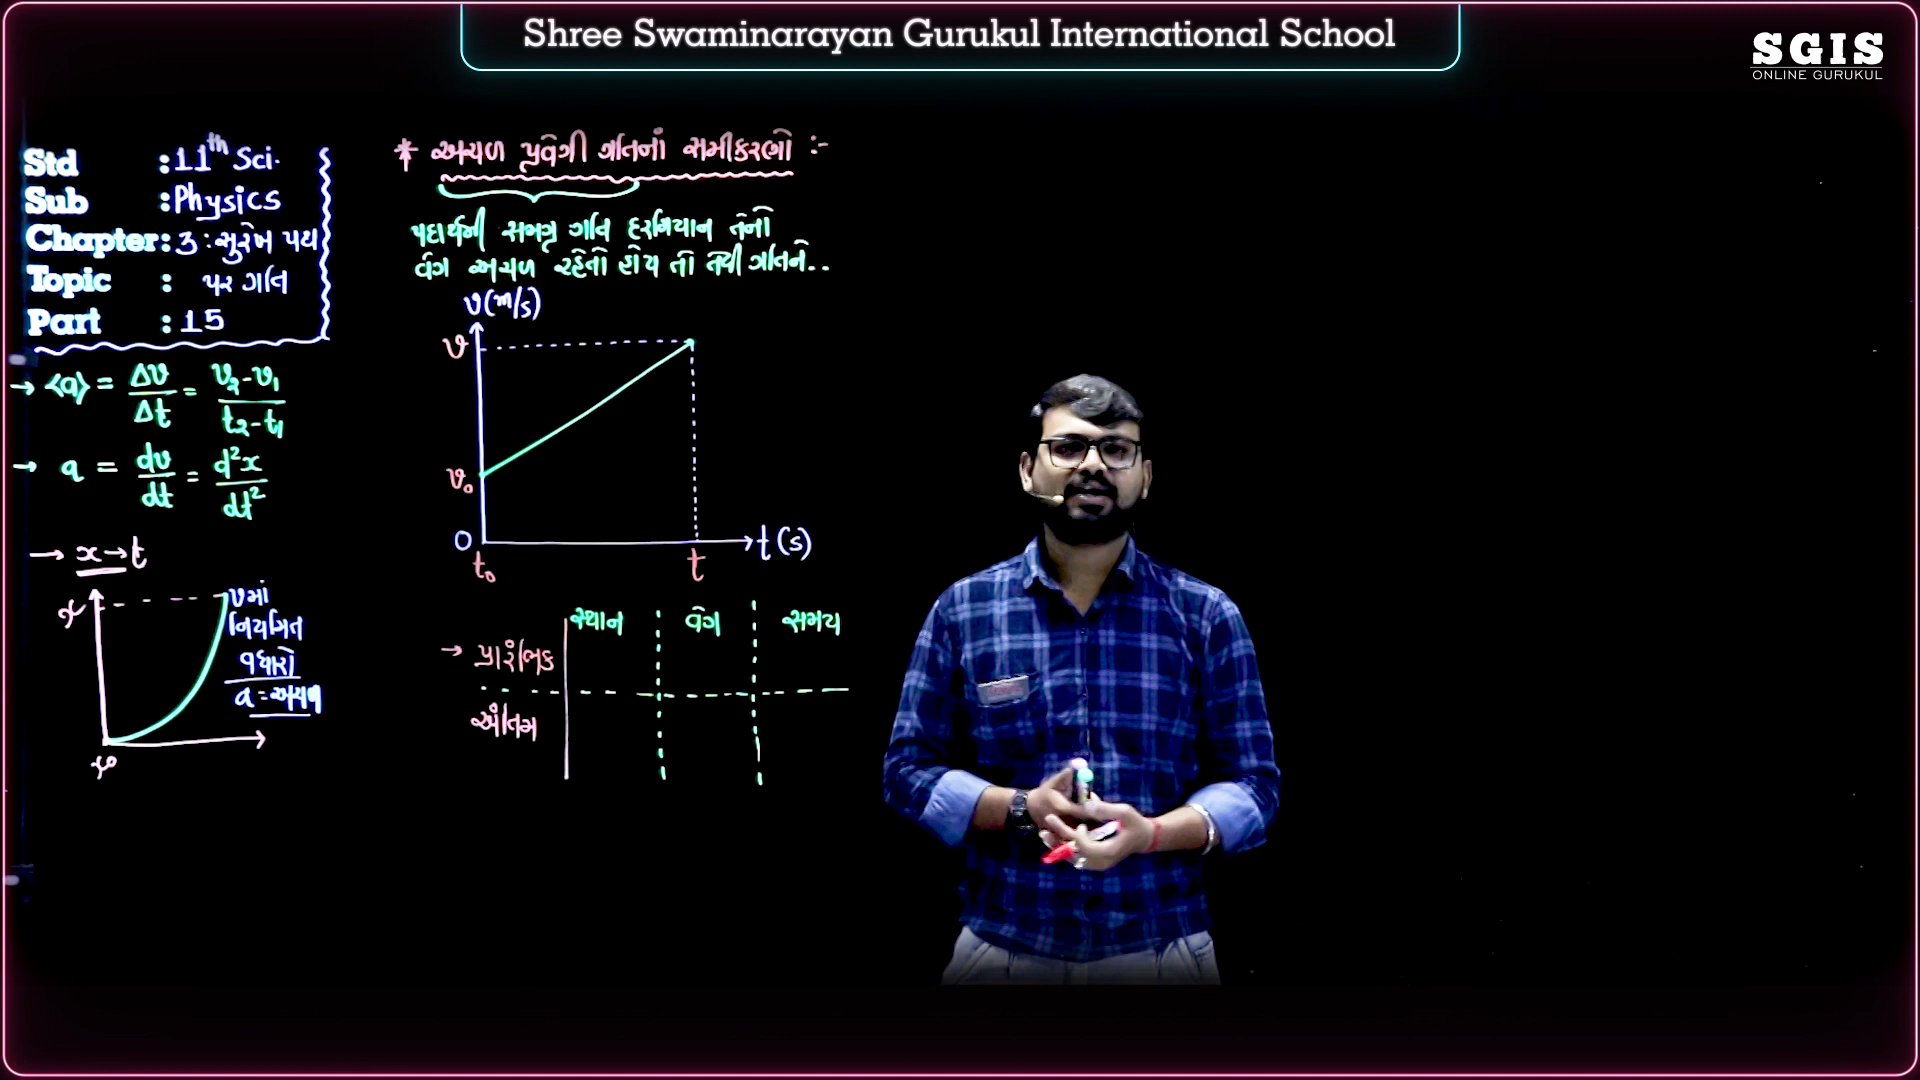 Shree Swaminarayan Gurukul International School
SGIS
ONLINE GURUKUL
Std : 11th Sci.
Sub : Physics
Chapter : 3 : સુરેખ પથ
Topic : પર ગતિ
Part : 15
→ <a> = Δv/Δt = v₂-v₁/t₂-t₁
→ a = dv/dt = d²x/dt²
→ x→t
x
vમાં
નિયમિત
વધારો
a = અચળ
* અચળ પ્રવેગી ગતિનાં સમીકરણો :-
પદાર્થની સમગ્ર ગતિ દરમિયાન તેનો
વેગ અચળ રહેતો હોય તો તેવી ગતિને..
v(m/s)
v
v₀
0
t(s)
t₀
t
સ્થાન વેગ સમય
→ પ્રારંભિક
અંતિમ